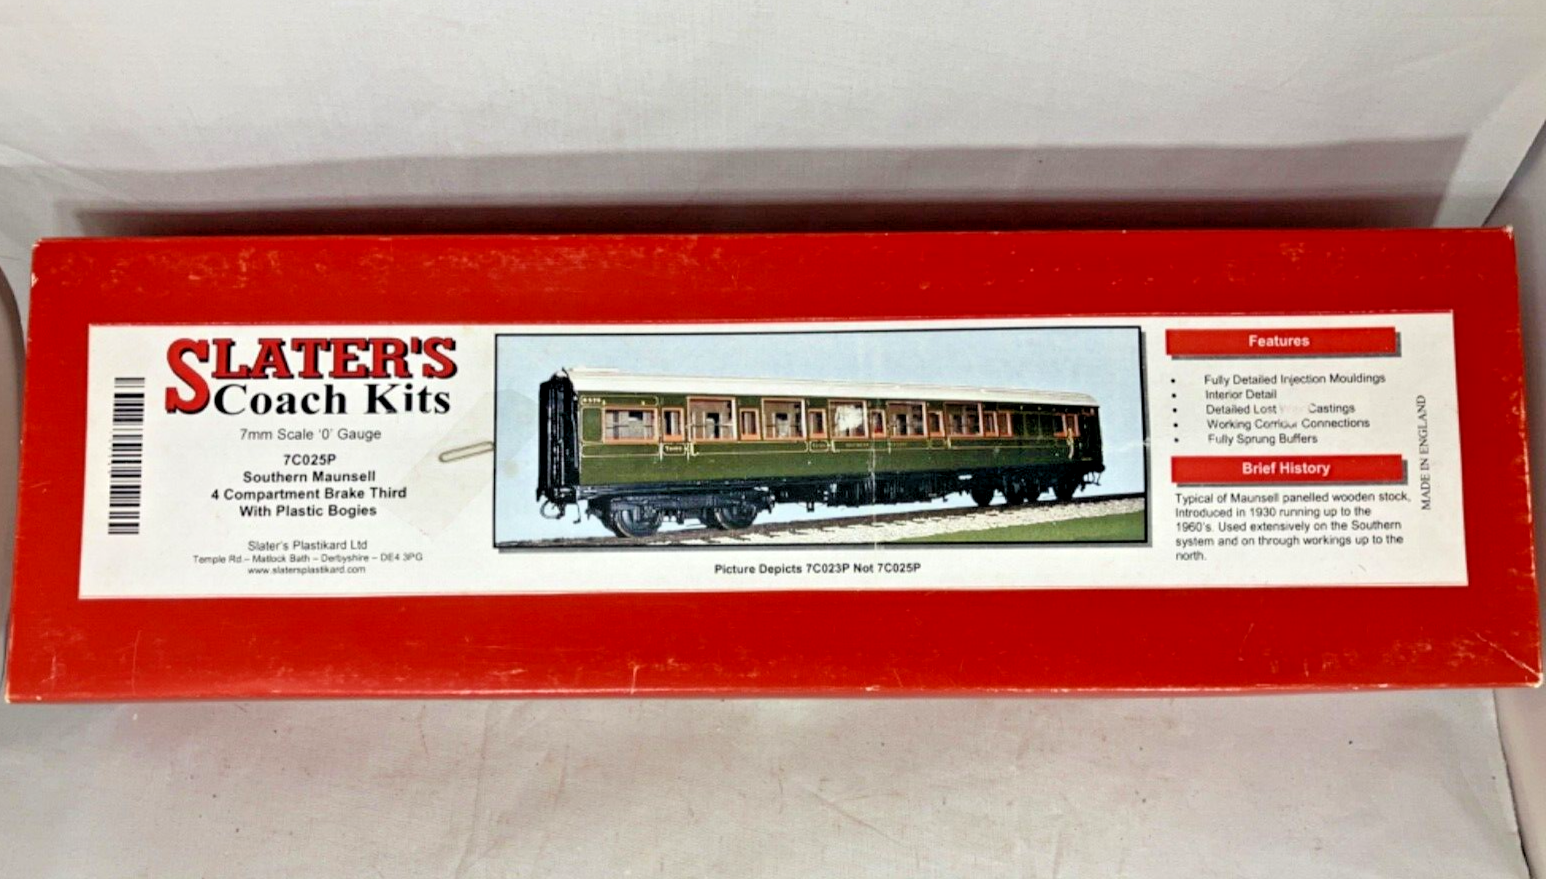 SLATER'S
Coach Kits
7mm Scale '0' Gauge
7C025P
Southern Maunsell
4 Compartment Brake Third
With Plastic Bogies
Slater's Plastikard Ltd
Temple Rd – Matlock Bath – Derbyshire – DE4 3PG
www.slatersplastikard.com
Picture Depicts 7C023P Not 7C025P
Features
• Fully Detailed Injection Mouldings
• Interior Detail
• Detailed Lost Castings
• Working Corridor Connections
• Fully Sprung Buffers
Brief History
Typical of Maunsell panelled wooden stock,
Introduced in 1930 running up to the
1960's. Used extensively on the Southern
system and on through workings up to the
north.
MADE IN ENGLAND